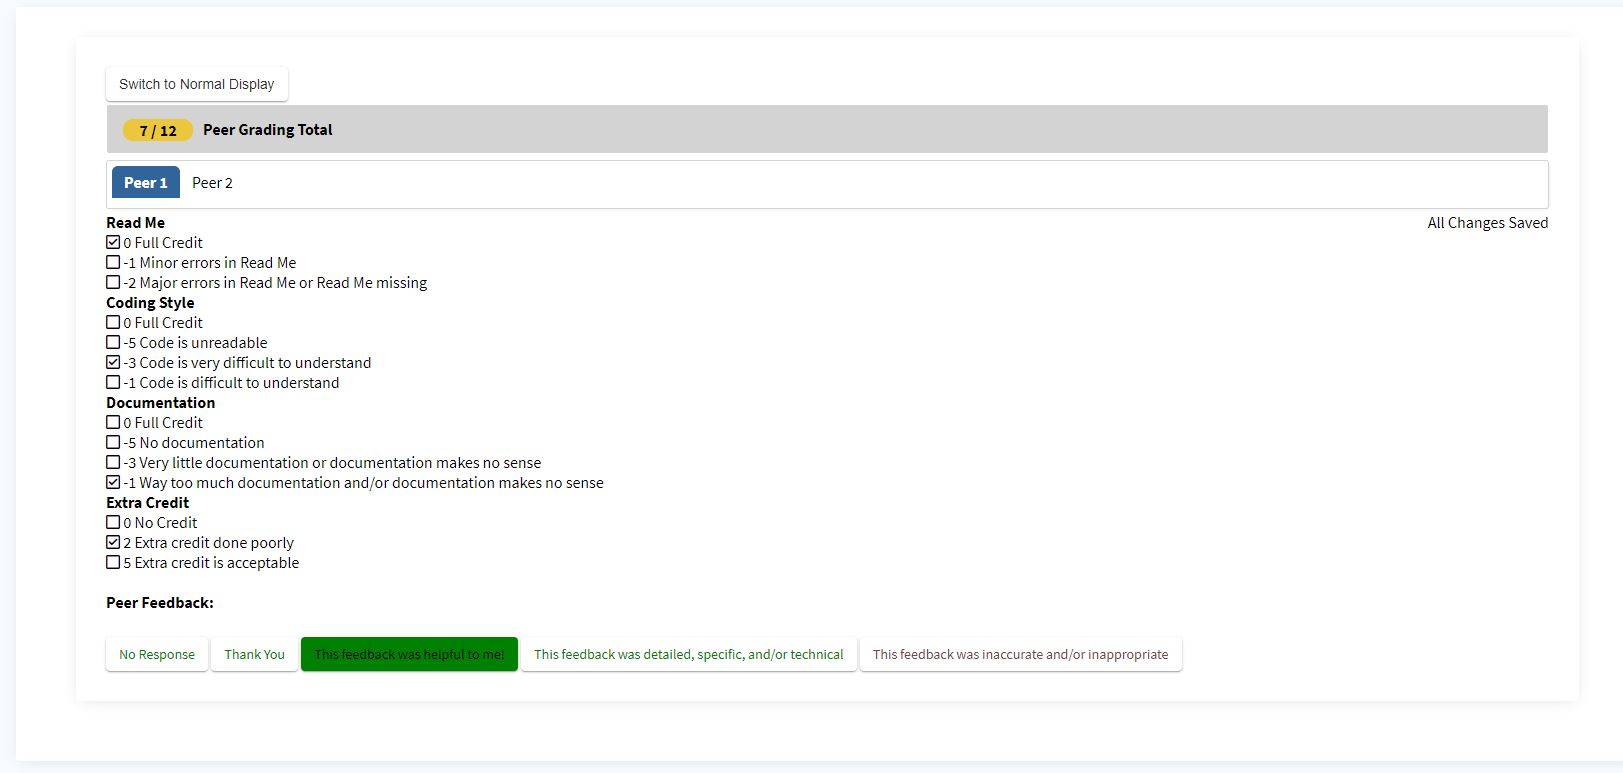 Switch to Normal Display
7 / 12 Peer Grading Total
Peer 1 Peer 2
Read Me All Changes Saved
0 Full Credit
-1 Minor errors in Read Me
-2 Major errors in Read Me or Read Me missing
Coding Style
0 Full Credit
-5 Code is unreadable
-3 Code is very difficult to understand
-1 Code is difficult to understand
Documentation
0 Full Credit
-5 No documentation
-3 Very little documentation or documentation makes no sense
-1 Way too much documentation and/or documentation makes no sense
Extra Credit
0 No Credit
2 Extra credit done poorly
5 Extra credit is acceptable
Peer Feedback:
No Response Thank You This feedback was helpful to me! This feedback was detailed, specific, and/or technical This feedback was inaccurate and/or inappropriate